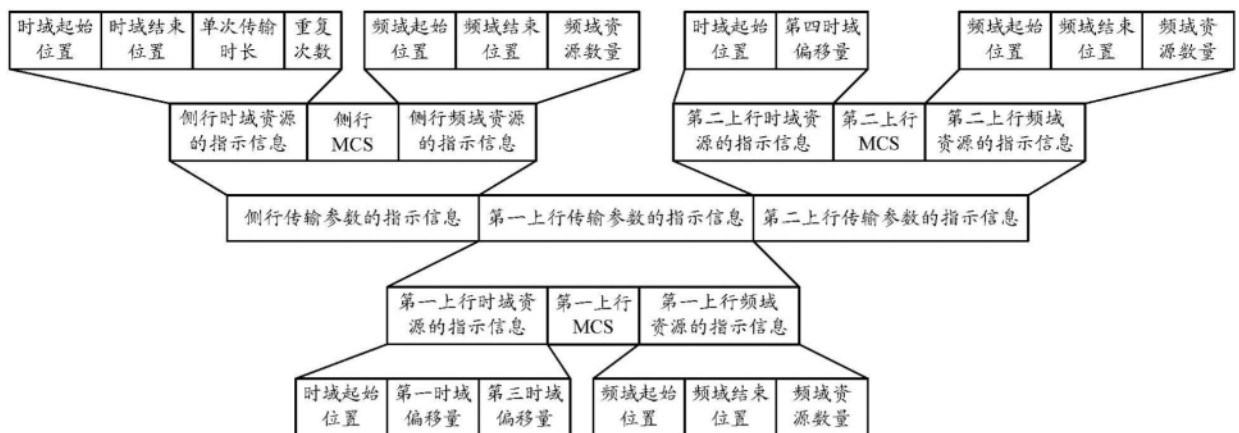 时域起始位置 时域结束位置 单次传输时长 重复次数 频域起始位置 频域结束位置 频域资源数量 时域起始位置 第四时域偏移量 频域起始位置 频域结束位置 频域资源数量
侧行时域资源的指示信息 侧行MCS 侧行频域资源的指示信息 第二上行时域资源的指示信息 第二上行MCS 第二上行频域资源的指示信息
侧行传输参数的指示信息 第一上行传输参数的指示信息 第二上行传输参数的指示信息
第一上行时域资源的指示信息 第一上行MCS 第一上行频域资源的指示信息
时域起始位置 第一时域偏移量 第三时域偏移量 频域起始位置 频域结束位置 频域资源数量